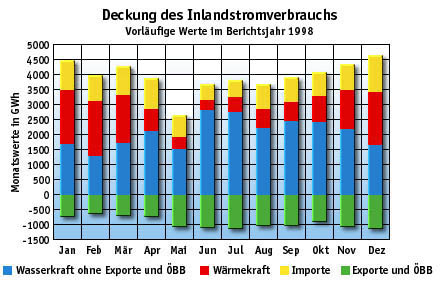 Deckung des Inlandstromverbrauchs
Vorläufige Werte im Berichtsjahr 1998
Monatswerte in GWh
5000
4500
4000
3500
3000
2500
2000
1500
1000
500
0
-500
-1000
-1500
Jan Feb Mär Apr Mai Jun Jul Aug Sep Okt Nov Dez
Wasserkraft ohne Exporte und ÖBB Wärmekraft Importe Exporte und ÖBB